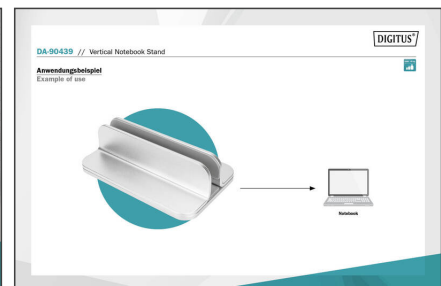 DIGITUS®
DA-90439 // Vertical Notebook Stand
Anwendungsbeispiel
Example of use
Notebook